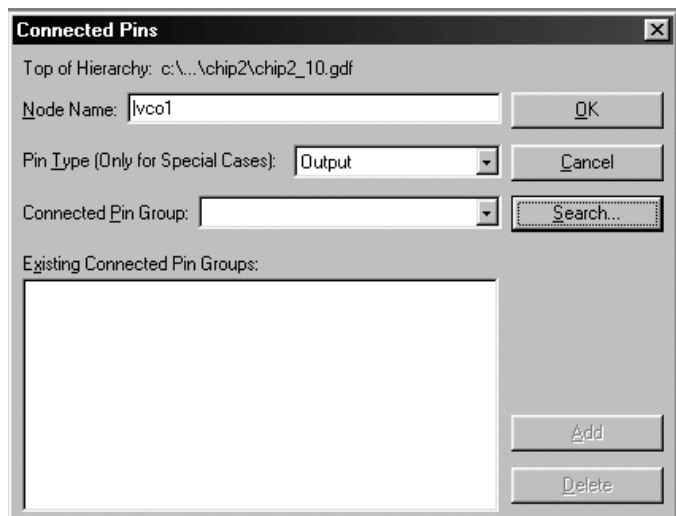 Connected Pins
Top of Hierarchy: c:\...\chip2\chip2_10.gdf
Node Name: vco1
OK
Pin Type (Only for Special Cases): Output
Cancel
Connected Pin Group:
Search...
Existing Connected Pin Groups:
Add
Delete